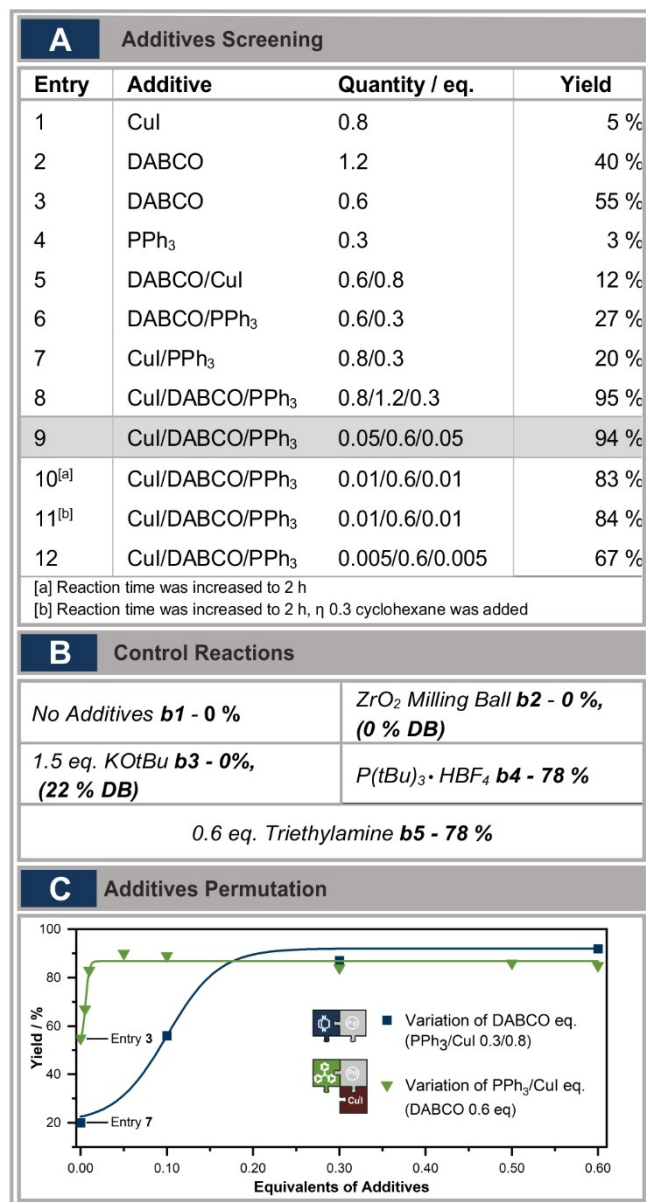 A Additives Screening
Entry Additive Quantity / eq. Yield
1 CuI 0.8 5 %
2 DABCO 1.2 40 %
3 DABCO 0.6 55 %
4 PPh₃ 0.3 3 %
5 DABCO/CuI 0.6/0.8 12 %
6 DABCO/PPh₃ 0.6/0.3 27 %
7 CuI/PPh₃ 0.8/0.3 20 %
8 CuI/DABCO/PPh₃ 0.8/1.2/0.3 95 %
9 CuI/DABCO/PPh₃ 0.05/0.6/0.05 94 %
10[a] CuI/DABCO/PPh₃ 0.01/0.6/0.01 83 %
11[b] CuI/DABCO/PPh₃ 0.01/0.6/0.01 84 %
12 CuI/DABCO/PPh₃ 0.005/0.6/0.005 67 %
[a] Reaction time was increased to 2 h
[b] Reaction time was increased to 2 h, η 0.3 cyclohexane was added
B Control Reactions
No Additives b1 - 0 %
ZrO₂ Milling Ball b2 - 0 %,
(0 % DB)
1.5 eq. KOtBu b3 - 0%,
(22 % DB)
P(tBu)₃ • HBF₄ b4 - 78 %
0.6 eq. Triethylamine b5 - 78 %
C Additives Permutation
Yield / %
100
80
60
40
20
Entry 3
Entry 7
Variation of DABCO eq.
(PPh₃/CuI 0.3/0.8)
Variation of PPh₃/CuI eq.
(DABCO 0.6 eq)
Pd
CuI
0.00 0.10 0.20 0.30 0.40 0.50 0.60
Equivalents of Additives